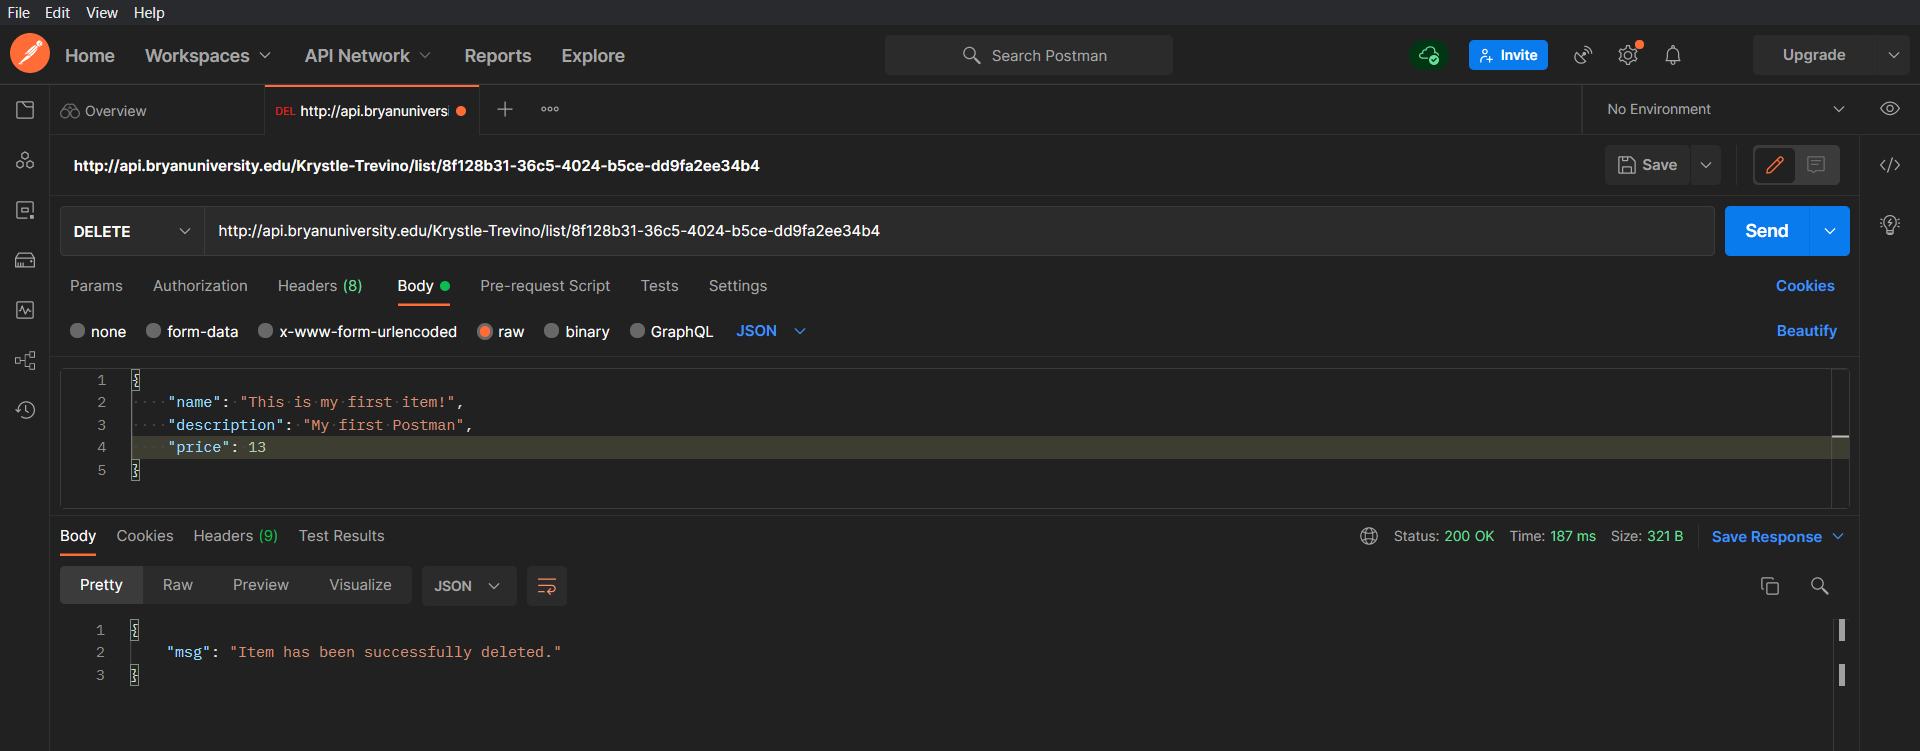 File Edit View Help
Home Workspaces API Network Reports Explore Search Postman Invite Upgrade
Overview DEL http://api.bryanuniversi No Environment
http://api.bryanuniversity.edu/Krystle-Trevino/list/8f128b31-36c5-4024-b5ce-dd9fa2ee34b4 Save
DELETE http://api.bryanuniversity.edu/Krystle-Trevino/list/8f128b31-36c5-4024-b5ce-dd9fa2ee34b4 Send
Params Authorization Headers (8) Body Pre-request Script Tests Settings Cookies
none form-data x-www-form-urlencoded raw binary GraphQL JSON Beautify
1 {
2 "name": "This is my first item!",
3 "description": "My first Postman",
4 "price": 13
5 }
Body Cookies Headers (9) Test Results Status: 200 OK Time: 187 ms Size: 321 B Save Response
Pretty Raw Preview Visualize JSON
1 {
2 "msg": "Item has been successfully deleted."
3 }